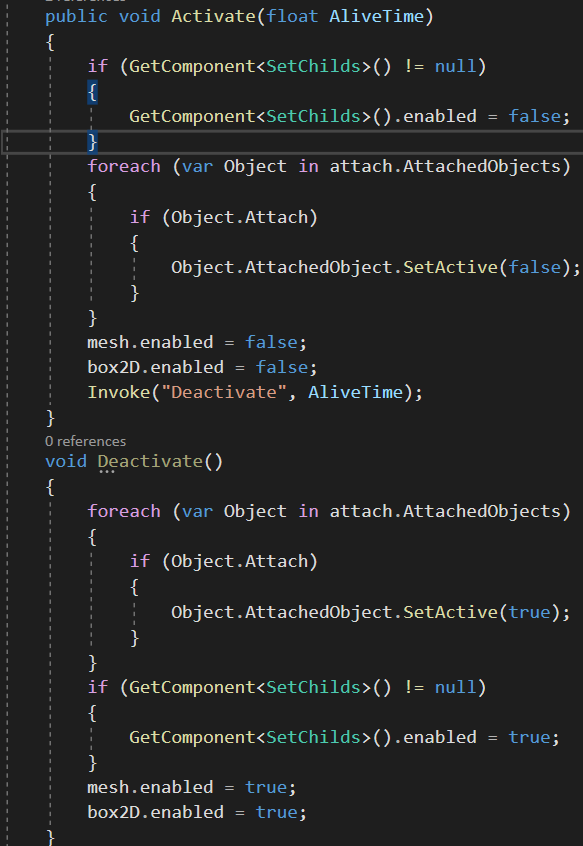 public void Activate(float AliveTime)
{
if (GetComponent<SetChilds>() != null)
{
GetComponent<SetChilds>().enabled = false;
}
foreach (var Object in attach.AttachedObjects)
{
if (Object.Attach)
{
Object.AttachedObject.SetActive(false);
}
}
mesh.enabled = false;
box2D.enabled = false;
Invoke("Deactivate", AliveTime);
}
0 references
void Deactivate()
{
foreach (var Object in attach.AttachedObjects)
{
if (Object.Attach)
{
Object.AttachedObject.SetActive(true);
}
}
if (GetComponent<SetChilds>() != null)
{
GetComponent<SetChilds>().enabled = true;
}
mesh.enabled = true;
box2D.enabled = true;
}